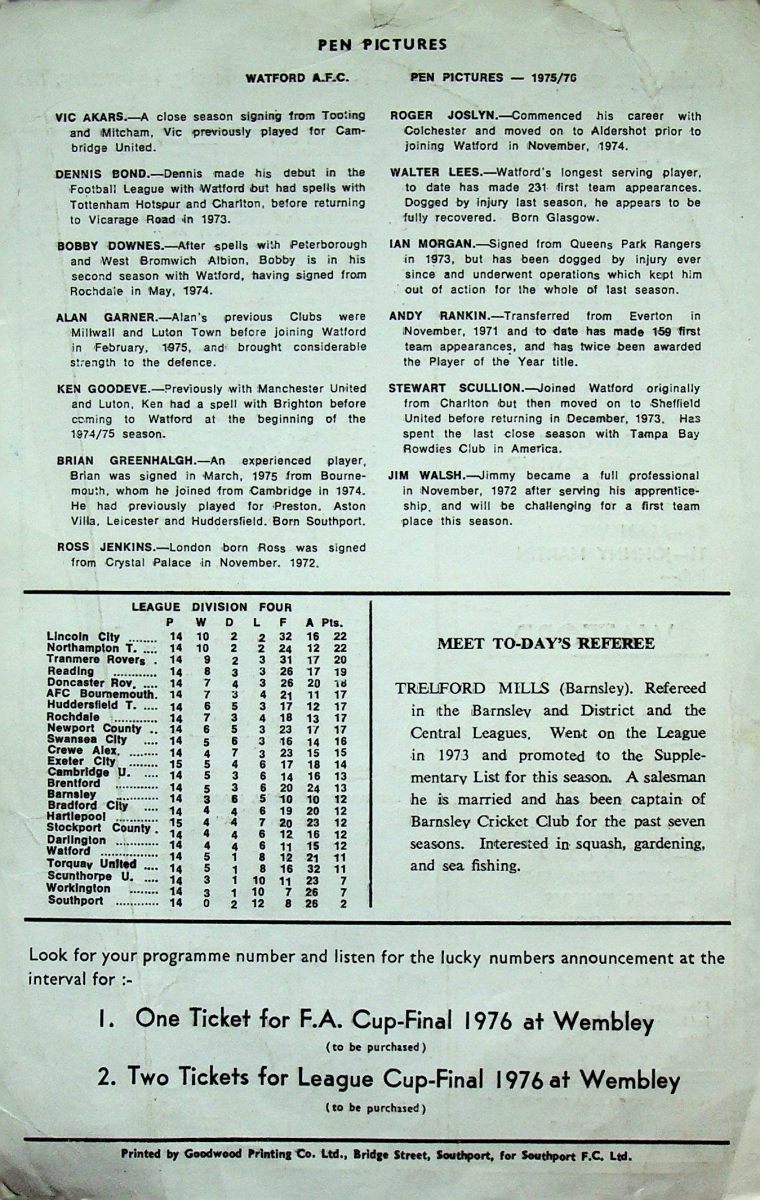 PEN PICTURES
WATFORD A.F.C. PEN PICTURES — 1975/76
VIC AKARS.—A close season signing from Tooting
and Mitcham, Vic previously played for Cam-
bridge United.
DENNIS BOND.—Dennis made his debut in the
Football League with Watford but had spells with
Tottenham Hotspur and Charlton, before returning
to Vicarage Road in 1973.
BOBBY DOWNES.—After spells with Peterborough
and West Bromwich Albion, Bobby is in his
second season with Watford, having signed from
Rochdale in May, 1974.
ALAN GARNER.—Alan's previous Clubs were
Millwall and Luton Town before joining Watford
in February, 1975, and brought considerable
strength to the defence.
KEN GOODEVE.—Previously with Manchester United
and Luton, Ken had a spell with Brighton before
coming to Watford at the beginning of the
1974/75 season.
BRIAN GREENHALGH.—An experienced player,
Brian was signed in March, 1975 from Bourne-
mouth, whom he joined from Cambridge in 1974.
He had previously played for Preston, Aston
Villa, Leicester and Huddersfield. Born Southport.
ROSS JENKINS.—London born Ross was signed
from Crystal Palace in November. 1972.
ROGER JOSLYN.—Commenced his career with
Colchester and moved on to Aldershot prior to
joining Watford in November, 1974.
WALTER LEES.—Watford's longest serving player,
to date has made 231 first team appearances.
Dogged by injury last season, he appears to be
fully recovered. Born Glasgow.
IAN MORGAN.—Signed from Queens Park Rangers
in 1973, but has been dogged by injury ever
since and underwent operations which kept him
out of action for the whole of last season.
ANDY RANKIN.—Transferred from Everton in
November, 1971 and to date has made 159 first
team appearances, and has twice been awarded
the Player of the Year title.
STEWART SCULLION.—Joined Watford originally
from Charlton but then moved on to Sheffield
United before returning in December, 1973. Has
spent the last close season with Tampa Bay
Rowdies Club in America.
JIM WALSH.—Jimmy became a full professional
in November, 1972 after serving his apprentice-
ship, and will be challenging for a first team
place this season.
LEAGUE DIVISION FOUR
P W D L F A Pts.
Lincoln City ........ 14 10 2 2 32 16 22
Northampton T. .... 14 10 2 2 24 12 22
Tranmere Rovers . 14 9 2 3 31 17 20
Reading ............ 14 8 3 3 26 17 19
Doncaster Rov. .... 14 7 4 3 26 20 18
AFC Bournemouth. 14 7 3 4 21 11 17
Huddersfield T. .... 14 6 5 3 17 12 17
Rochdale ............ 14 7 3 4 18 13 17
Newport County .. 14 6 5 3 23 17 17
Swansea City .... 14 5 6 3 16 14 16
Crewe Alex. ........ 14 4 7 3 23 15 15
Exeter City ........ 15 5 4 6 17 18 14
Cambridge U. .... 14 5 3 6 14 16 13
Brentford ............ 14 5 3 6 20 24 13
Barnsley ............ 14 3 6 5 10 10 12
Bradford City .... 14 4 4 6 19 20 12
Hartlepool ........ 15 4 4 7 20 23 12
Stockport County . 14 4 4 6 12 16 12
Darlington ............ 14 4 4 6 11 15 12
Watford ................ 14 5 1 8 12 21 11
Torquay United .... 14 5 1 8 16 32 11
Scunthorpe U. .... 14 3 1 10 11 23 7
Workington ........ 14 3 1 10 7 26 7
Southport ............ 14 0 2 12 8 26 2
MEET TO-DAY'S REFEREE
TRELFORD MILLS (Barnsley). Refereed
in the Barnsley and District and the
Central Leagues. Went on the League
in 1973 and promoted to the Supple-
mentary List for this season. A salesman
he is married and has been captain of
Barnsley Cricket Club for the past seven
seasons. Interested in squash, gardening,
and sea fishing.
Look for your programme number and listen for the lucky numbers announcement at the
interval for :-
1. One Ticket for F.A. Cup-Final 1976 at Wembley
(to be purchased)
2. Two Tickets for League Cup-Final 1976 at Wembley
(to be purchased)
Printed by Goodwood Printing Co. Ltd., Bridge Street, Southport, for Southport F.C. Ltd.